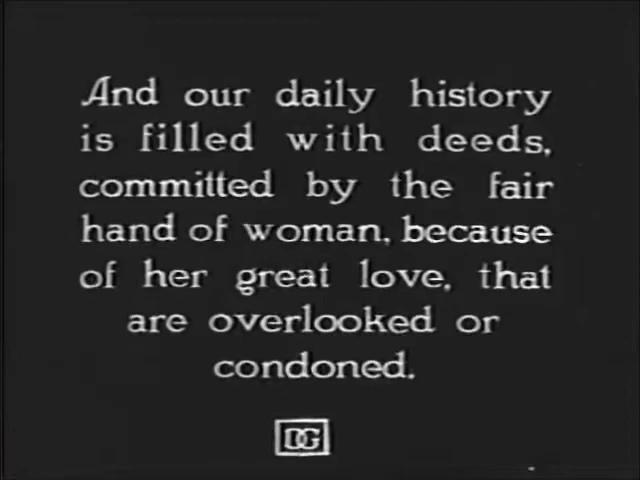 And our daily history
is filled with deeds,
committed by the fair
hand of woman, because
of her great love, that
are overlooked or
condoned.
DG